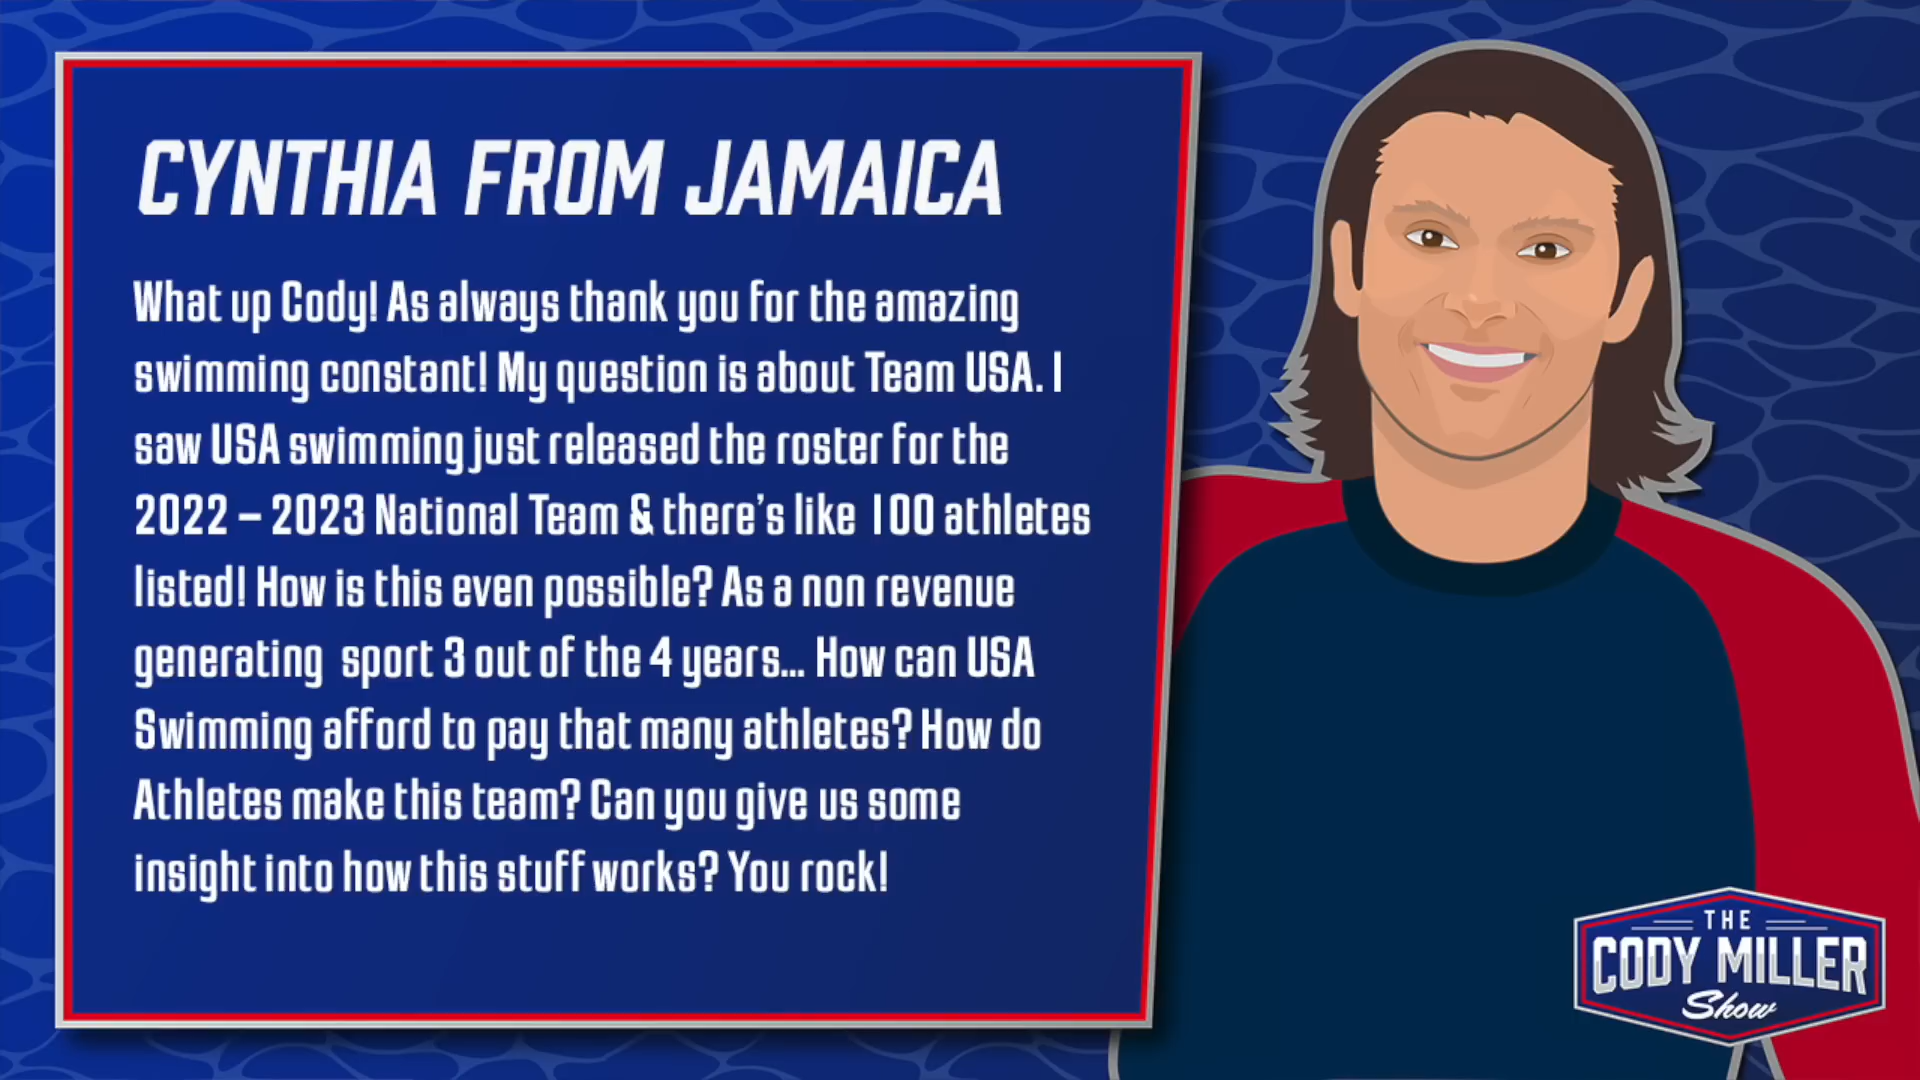 CYNTHIA FROM JAMAICA
What up Cody! As always thank you for the amazing
swimming constant! My question is about Team USA. I
saw USA swimming just released the roster for the
2022 – 2023 National Team & there's like 100 athletes
listed! How is this even possible? As a non revenue
generating sport 3 out of the 4 years... How can USA
Swimming afford to pay that many athletes? How do
Athletes make this team? Can you give us some
insight into how this stuff works? You rock!
THE
CODY MILLER
Show